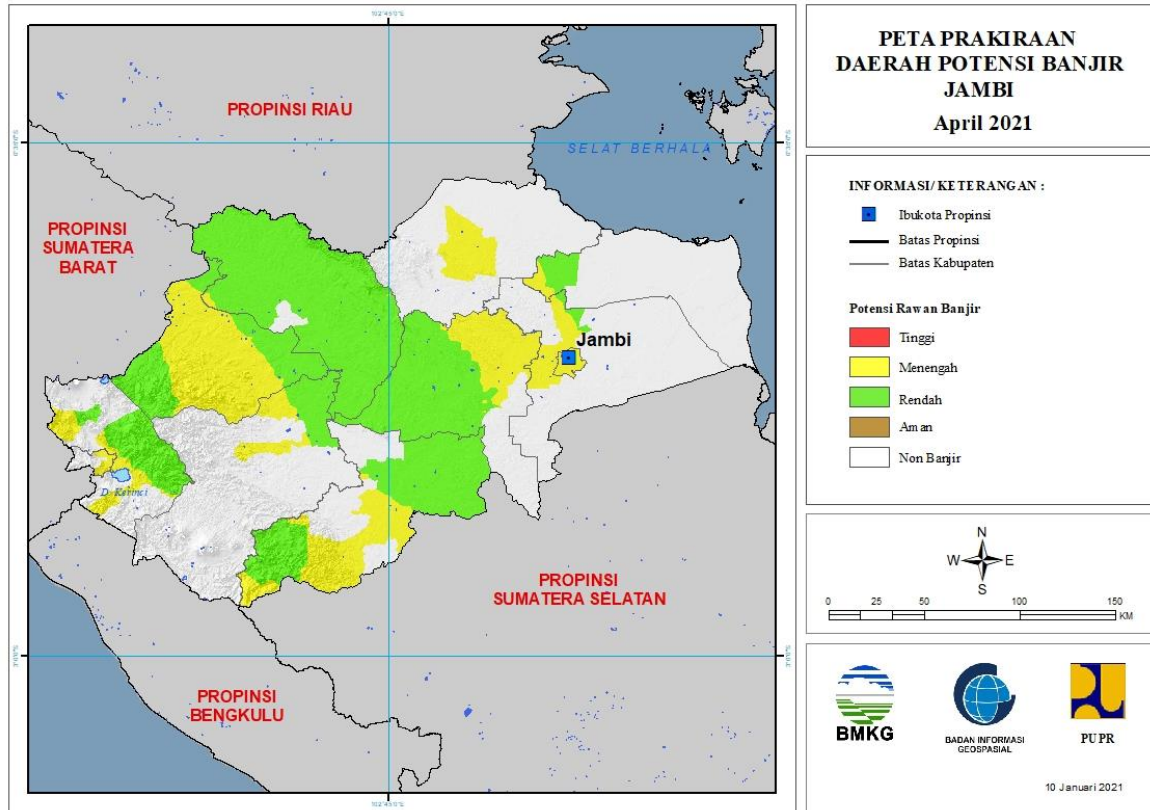 PETA PRAKIRAAN
DAERAH POTENSI BANJIR
JAMBI
April 2021
INFORMASI/ KETERANGAN :
Ibukota Propinsi
Batas Propinsi
Batas Kabupaten
Potensi Rawan Banjir
Tinggi
Menengah
Rendah
Aman
Non Banjir
N
W E
S
0 25 50 100 150
KM
BMKG
BADAN INFORMASI
GEOSPASIAL
PUPR
10 Januari 2021
PROPINSI RIAU
SELAT BERHALA
PROPINSI
SUMATERA
BARAT
Jambi
D. Kerinci
PROPINSI
SUMATERA SELATAN
PROPINSI
BENGKULU